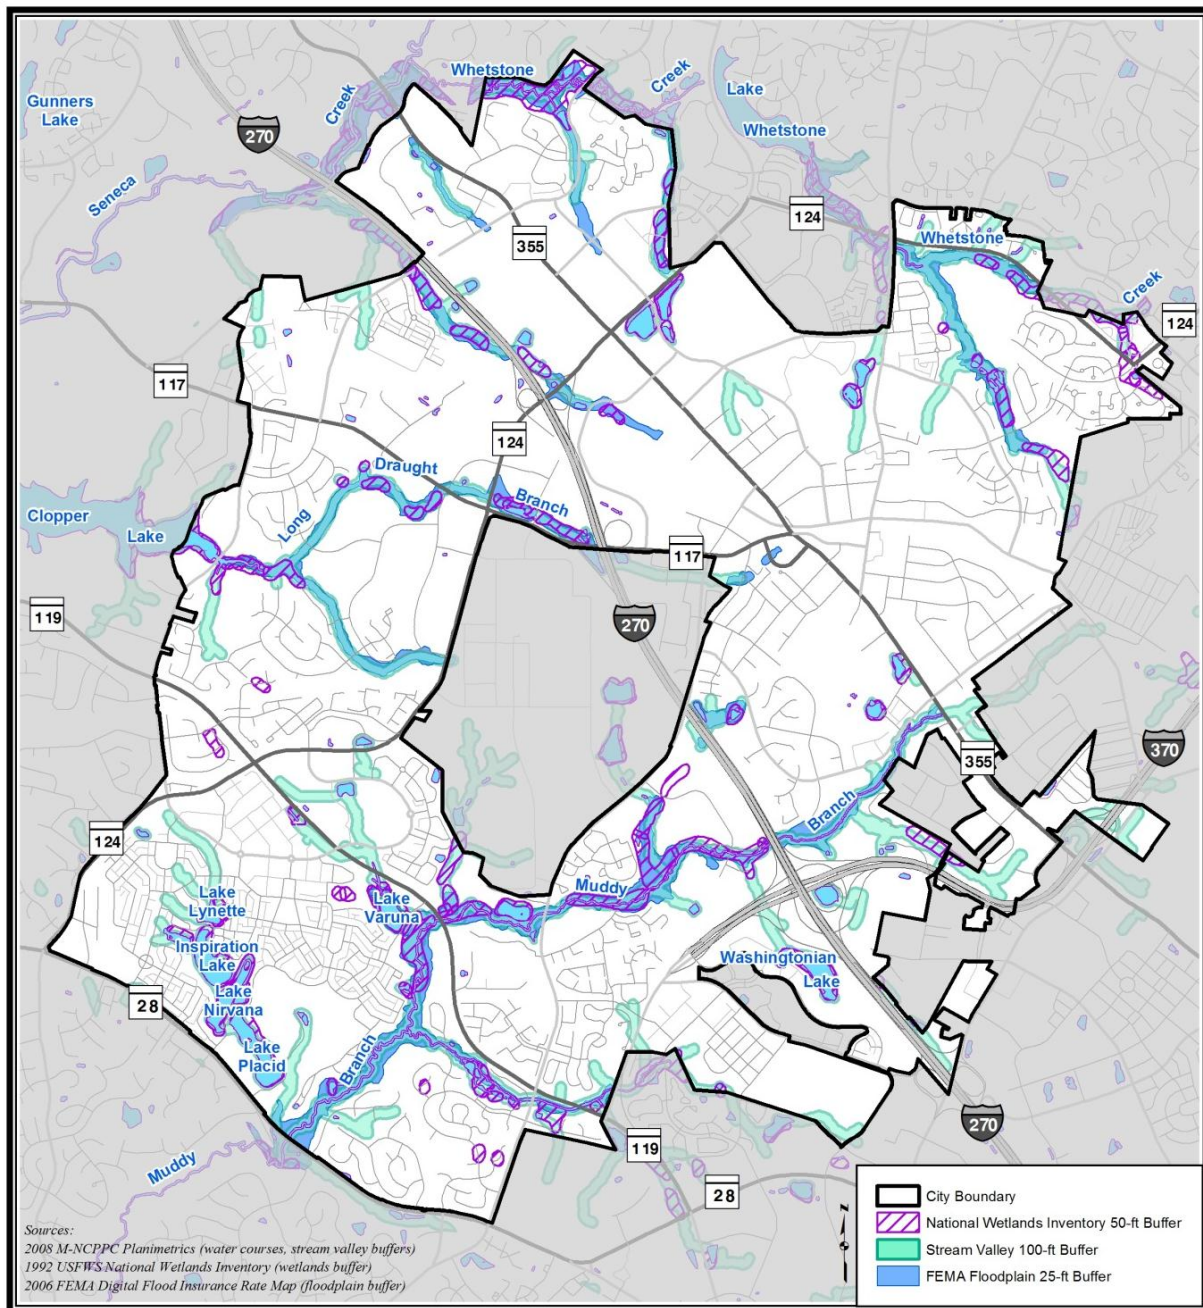 Whetstone
Creek
Creek
Lake
Whetstone
Gunners
Lake
270
Seneca
124
355
Whetstone
Creek
124
117
124
Draught
Branch
Long
Clopper
Lake
117
119
270
370
355
Branch
124
Muddy
Lake
Lynette
Lake
Varuna
Inspiration
Lake
Washingtonian
Lake
Lake
Nirvana
28
Lake
Placid
Branch
270
119
Muddy
28
N
City Boundary
National Wetlands Inventory 50-ft Buffer
Stream Valley 100-ft Buffer
FEMA Floodplain 25-ft Buffer
Sources:
2008 M-NCPPC Planimetrics (water courses, stream valley buffers)
1992 USFWS National Wetlands Inventory (wetlands buffer)
2006 FEMA Digital Flood Insurance Rate Map (floodplain buffer)